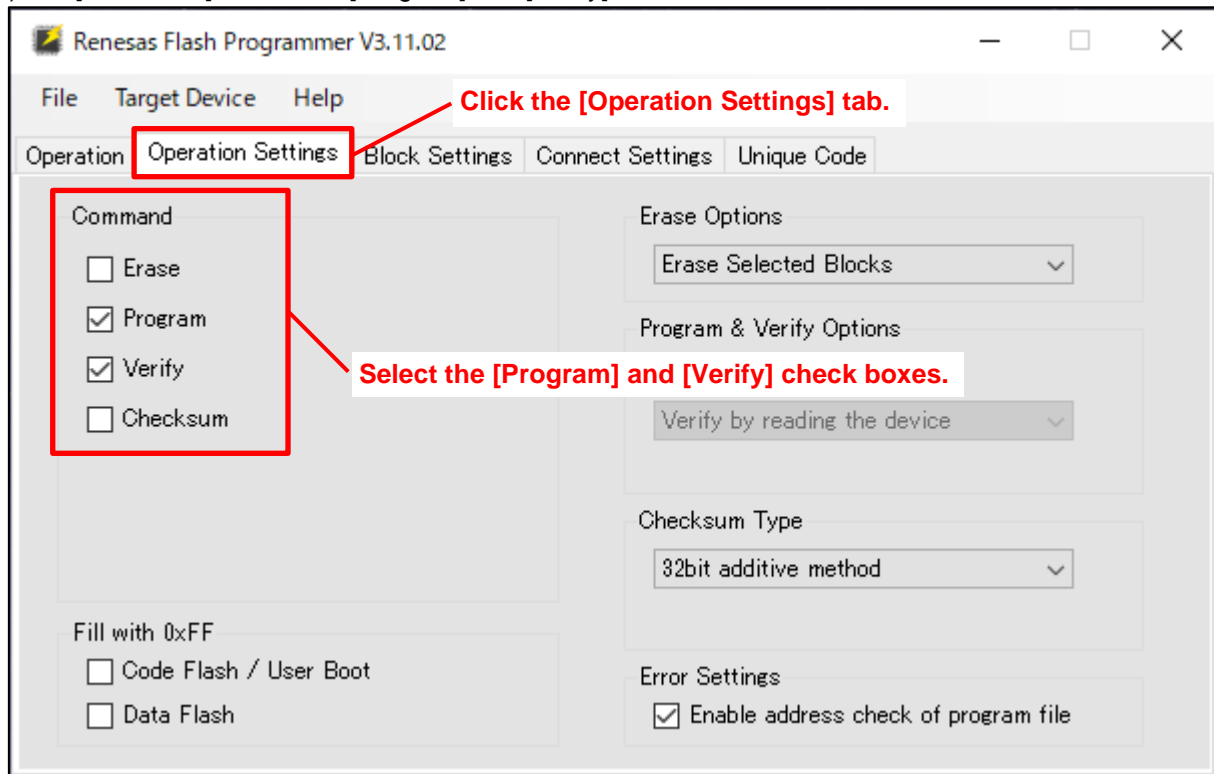 Renesas Flash Programmer V3.11.02
File Target Device Help
Click the [Operation Settings] tab.
Operation Operation Settings Block Settings Connect Settings Unique Code
Command
Erase
Program
Verify
Checksum
Select the [Program] and [Verify] check boxes.
Erase Options
Erase Selected Blocks
Program & Verify Options
Verify by reading the device
Checksum Type
32bit additive method
Fill with 0xFF
Code Flash / User Boot
Data Flash
Error Settings
Enable address check of program file